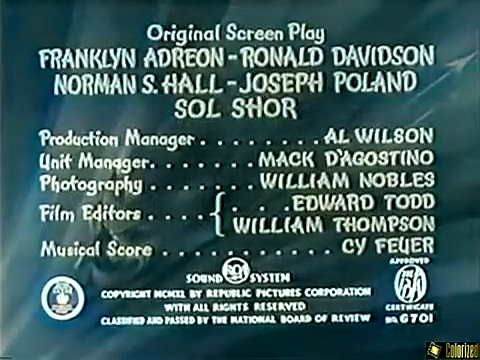 Original Screen Play
FRANKLYN ADREON - RONALD DAVIDSON
NORMAN S. HALL - JOSEPH POLAND
SOL SHOR
Production Manager . . . . . . . . AL WILSON
Unit Manager. . . . . . . . MACK D'AGOSTINO
Photography . . . . . . . WILLIAM NOBLES
Film Editors . . . . { . . . . EDWARD TODD
WILLIAM THOMPSON
Musical Score . . . . . . . . . . . CY FEUER
SOUND RCA SYSTEM
APPROVED
COPYRIGHT MCMXL BY REPUBLIC PICTURES CORPORATION
WITH ALL RIGHTS RESERVED
CERTIFICATE
CLASSIFIED AND PASSED BY THE NATIONAL BOARD OF REVIEW
6701
Colorized